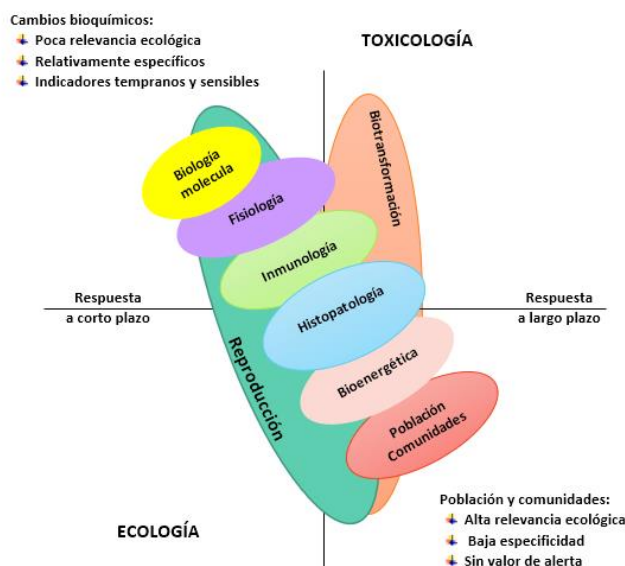 Cambios bioquímicos:
Poca relevancia ecológica
Relativamente específicos
Indicadores tempranos y sensibles
TOXICOLOGÍA
Biología
molecula
Fisiología
Biotransformación
Inmunología
Respuesta
a corto plazo
Histopatología
Respuesta
a largo plazo
Reproducción
Bioenergética
Población
Comunidades
ECOLOGÍA
Población y comunidades:
Alta relevancia ecológica
Baja especificidad
Sin valor de alerta